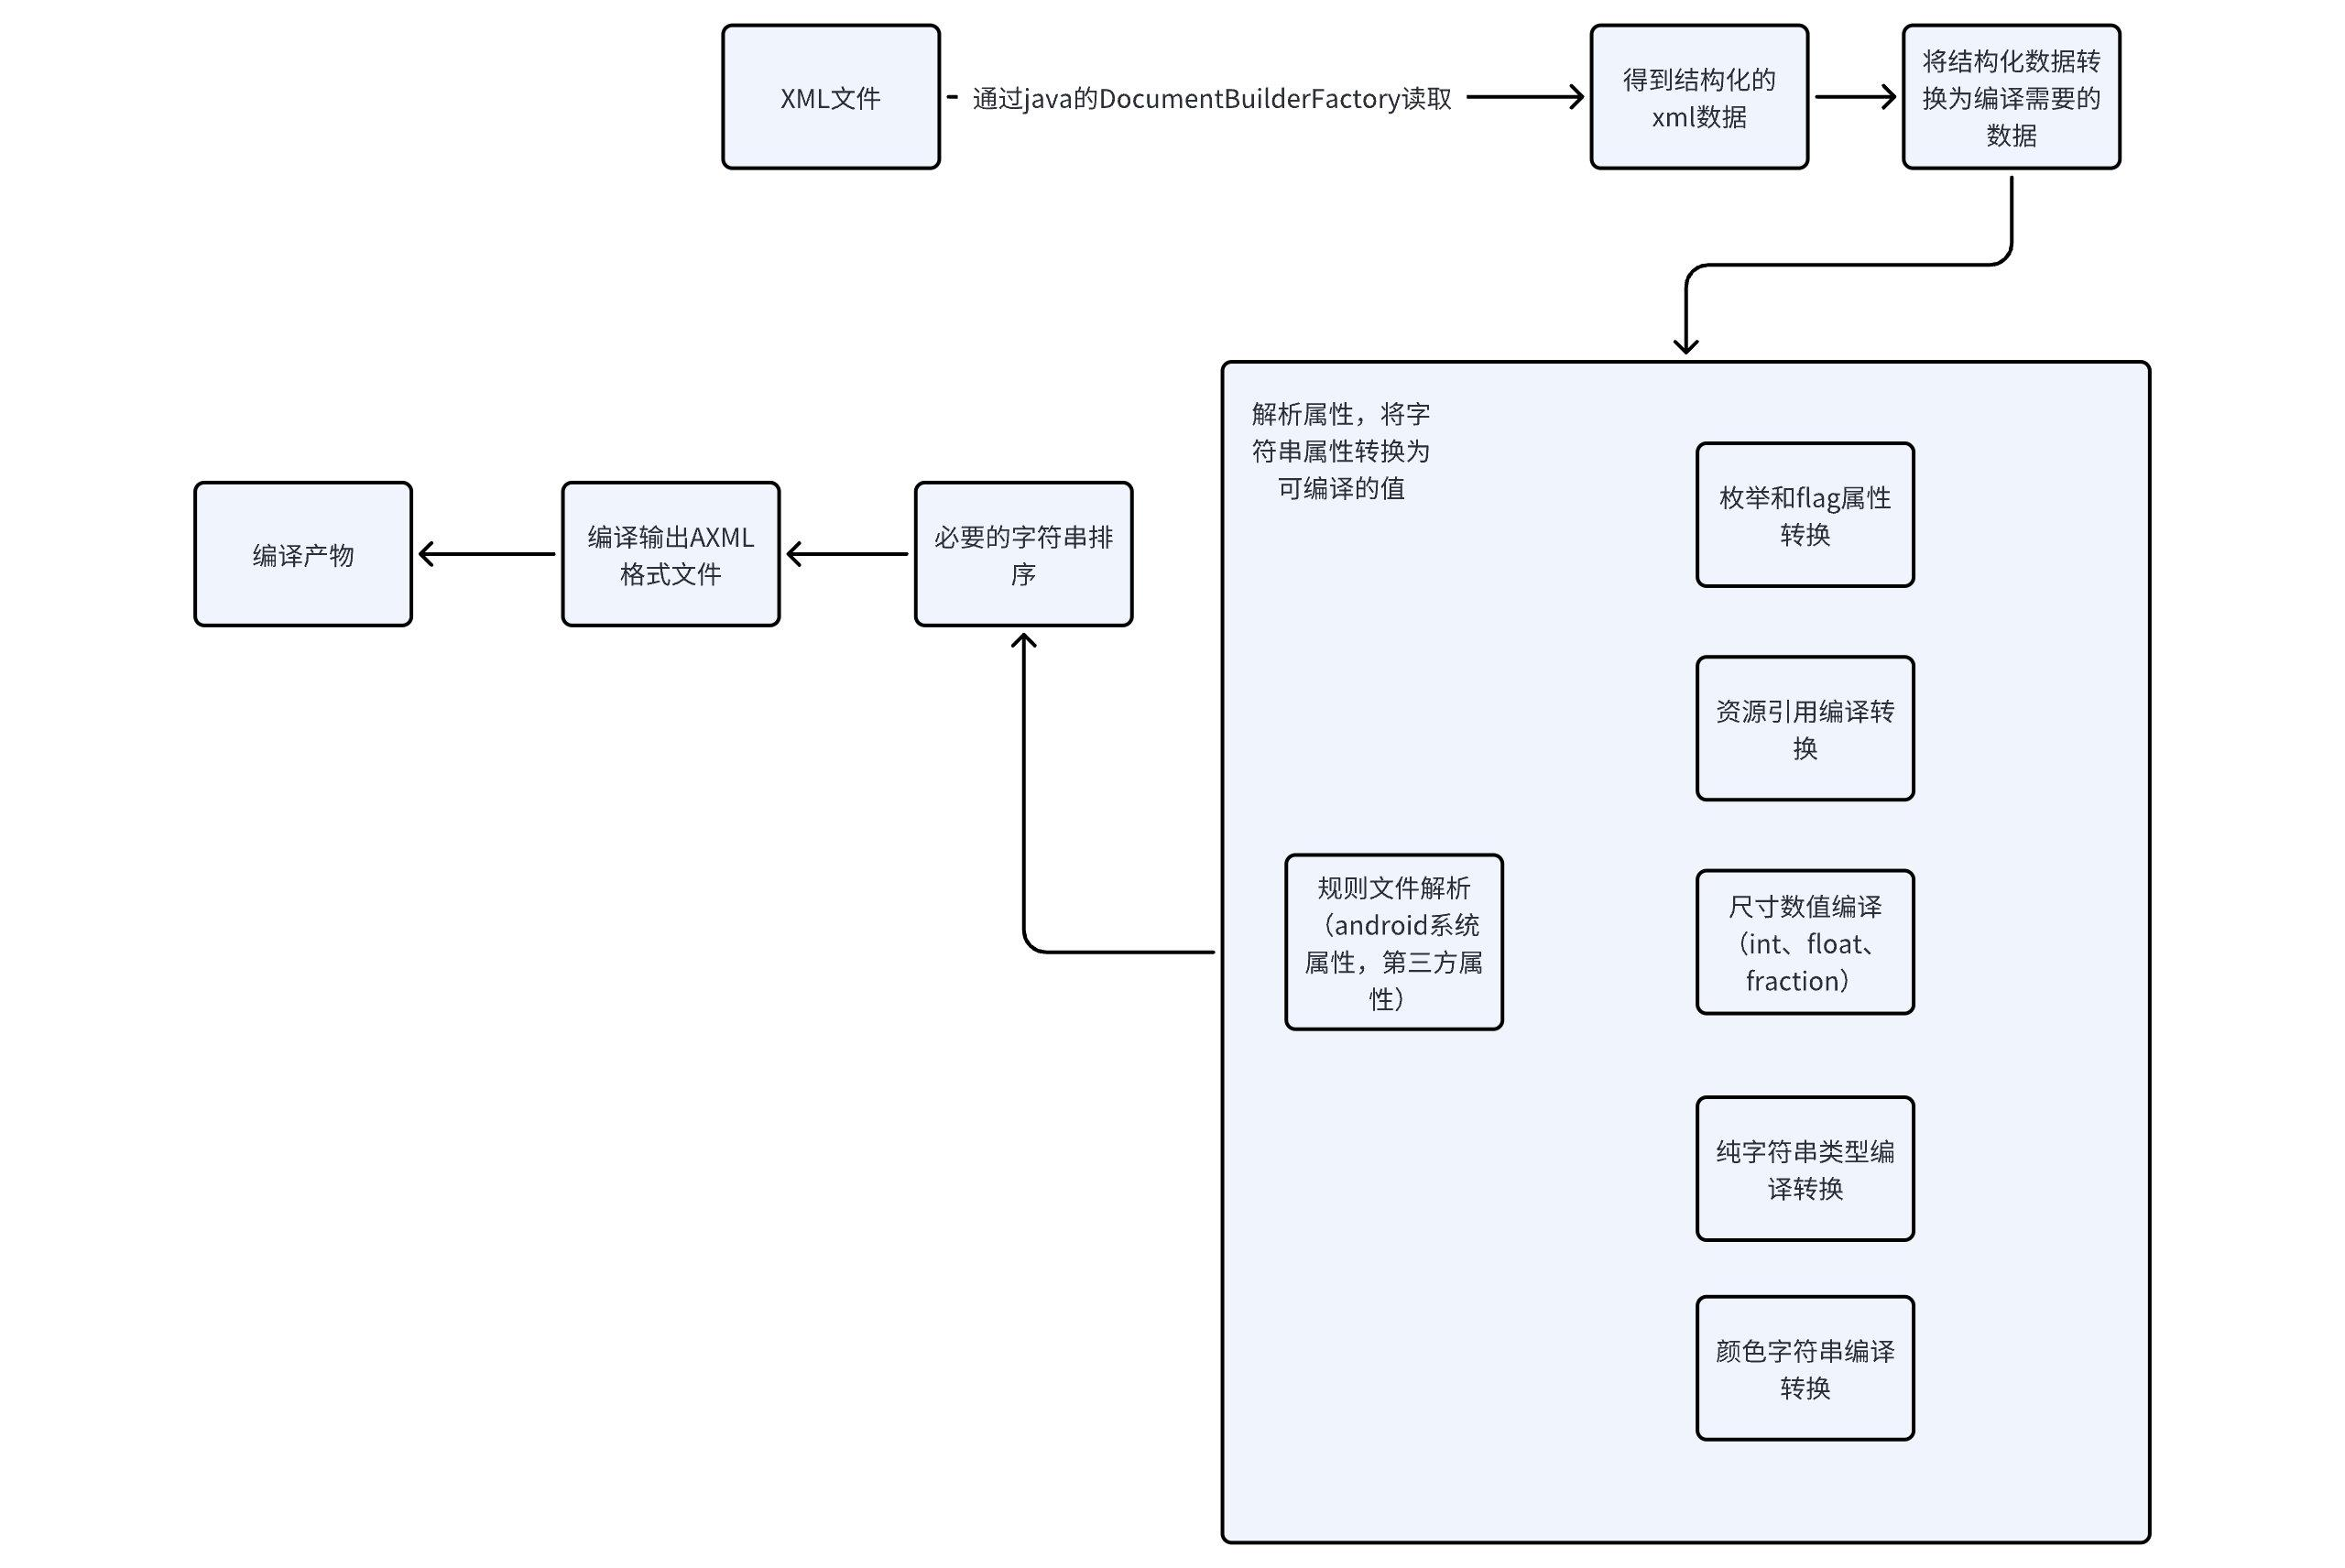 XML文件
通过java的DocumentBuilderFactory读取
得到结构化的
xml数据
将结构化数据转
换为编译需要的
数据
解析属性，将字
符串属性转换为
可编译的值
枚举和flag属性
转换
资源引用编译转
换
规则文件解析
（android系统
属性，第三方属
性）
尺寸数值编译
（int、float、
fraction）
纯字符串类型编
译转换
颜色字符串编译
转换
必要的字符串排
序
编译输出AXML
格式文件
编译产物